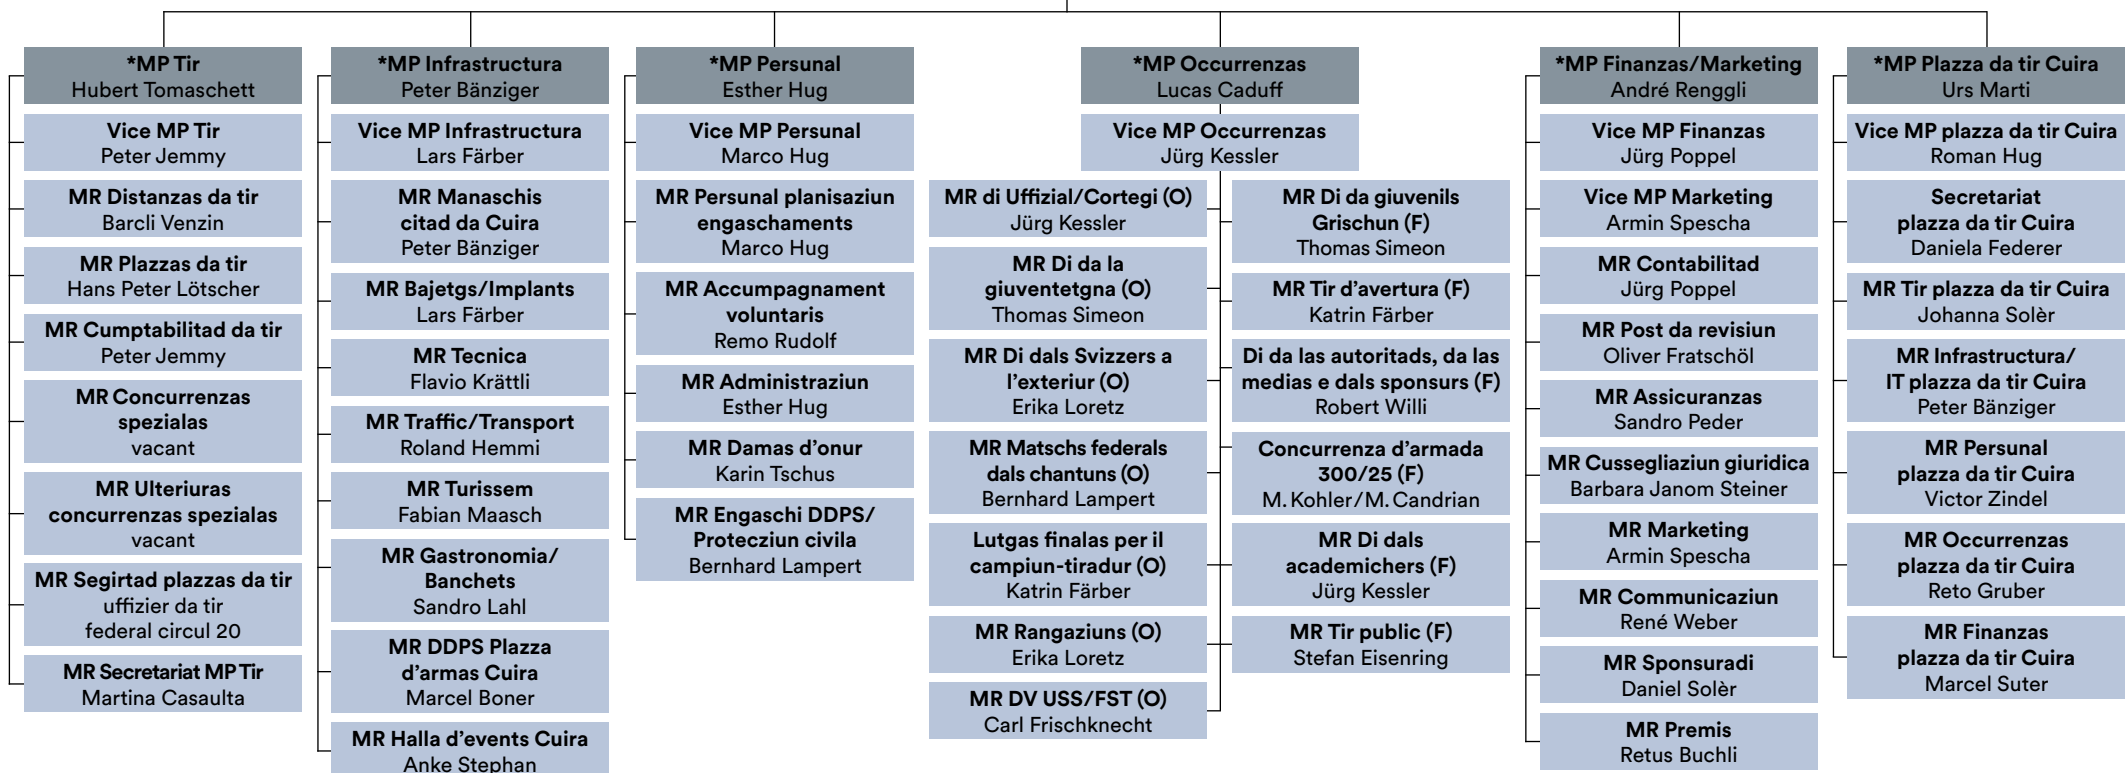 *MP Tir
Hubert Tomaschett
Vice MP Tir
Peter Jemmy
MR Distanzas da tir
Barcli Venzin
MR Plazzas da tir
Hans Peter Lötscher
MR Cumptabilitad da tir
Peter Jemmy
MR Concurrenzas
spezialas
vacant
MR Ulteriuras
concurrenzas spezialas
vacant
MR Segirtad plazzas da tir
uffizier da tir
federal circul 20
MR Secretariat MP Tir
Martina Casaulta
*MP Infrastructura
Peter Bänziger
Vice MP Infrastructura
Lars Färber
MR Manaschis
citad da Cuira
Peter Bänziger
MR Bajetgs/Implants
Lars Färber
MR Tecnica
Flavio Krättli
MR Traffic/Transport
Roland Hemmi
MR Turissem
Fabian Maasch
MR Gastronomia/
Banchets
Sandro Lahl
MR DDPS Plazza
d'armas Cuira
Marcel Boner
MR Halla d'events Cuira
Anke Stephan
*MP Persunal
Esther Hug
Vice MP Persunal
Marco Hug
MR Persunal planisaziun
engaschaments
Marco Hug
MR Accumpagnament
voluntaris
Remo Rudolf
MR Administraziun
Esther Hug
MR Damas d'onur
Karin Tschus
MR Engaschi DDPS/
Protecziun civila
Bernhard Lampert
*MP Occurrenzas
Lucas Caduff
Vice MP Occurrenzas
Jürg Kessler
MR di Uffizial/Cortegi (O)
Jürg Kessler
MR Di da la
giuventetgna (O)
Thomas Simeon
MR Di dals Svizzers a
l'exteriur (O)
Erika Loretz
MR Matschs federals
dals chantuns (O)
Bernhard Lampert
Lutgas finalas per il
campiun-tiradur (O)
Katrin Färber
MR Rangaziuns (O)
Erika Loretz
MR DV USS/FST (O)
Carl Frischknecht
MR Di da giuvenils
Grischun (F)
Thomas Simeon
MR Tir d'avertura (F)
Katrin Färber
Di da las autoritads, da las
medias e dals sponsurs (F)
Robert Willi
Concurrenza d'armada
300/25 (F)
M. Kohler/M. Candrian
MR Di dals
academichers (F)
Jürg Kessler
MR Tir public (F)
Stefan Eisenring
*MP Finanzas/Marketing
André Renggli
Vice MP Finanzas
Jürg Poppel
Vice MP Marketing
Armin Spescha
MR Contabilitad
Jürg Poppel
MR Post da revisiun
Oliver Fratschöl
MR Assicuranzas
Sandro Peder
MR Cussegliaziun giuridica
Barbara Janom Steiner
MR Marketing
Armin Spescha
MR Communicaziun
René Weber
MR Sponsuradi
Daniel Solèr
MR Premis
Retus Buchli
*MP Plazza da tir Cuira
Urs Marti
Vice MP plazza da tir Cuira
Roman Hug
Secretariat
plazza da tir Cuira
Daniela Federer
MR Tir plazza da tir Cuira
Johanna Solèr
MR Infrastructura/
IT plazza da tir Cuira
Peter Bänziger
MR Persunal
plazza da tir Cuira
Victor Zindel
MR Occurrenzas
plazza da tir Cuira
Reto Gruber
MR Finanzas
plazza da tir Cuira
Marcel Suter